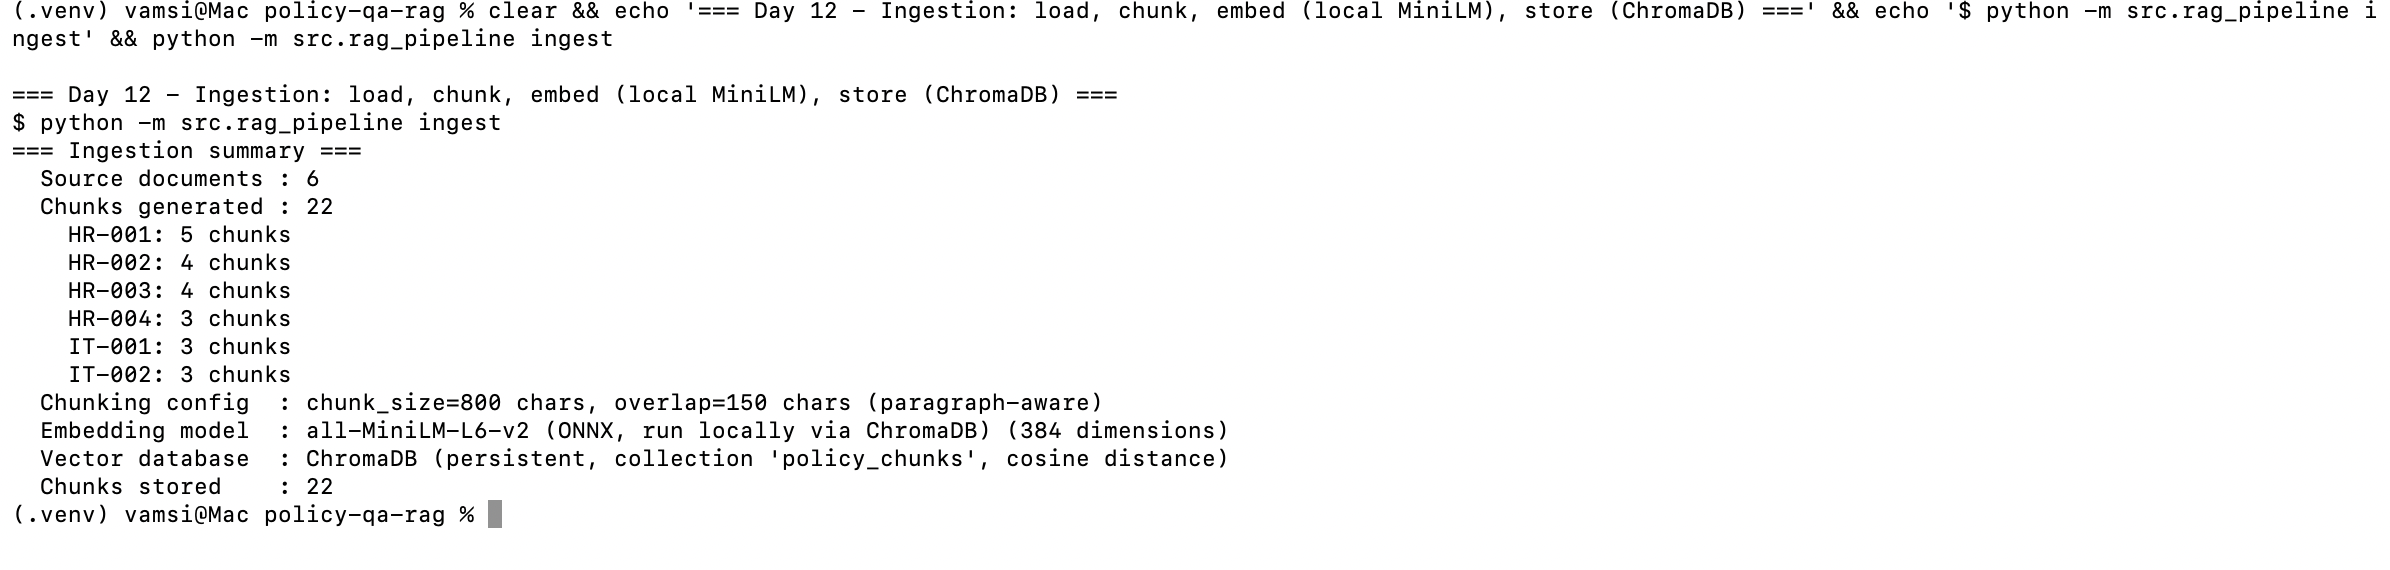 (.venv) vamsi@Mac policy-qa-rag % clear && echo '=== Day 12 - Ingestion: load, chunk, embed (local MiniLM), store (ChromaDB) ===' && echo '$ python -m src.rag_pipeline i
ngest' && python -m src.rag_pipeline ingest
=== Day 12 - Ingestion: load, chunk, embed (local MiniLM), store (ChromaDB) ===
$ python -m src.rag_pipeline ingest
=== Ingestion summary ===
  Source documents : 6
  Chunks generated : 22
    HR-001: 5 chunks
    HR-002: 4 chunks
    HR-003: 4 chunks
    HR-004: 3 chunks
    IT-001: 3 chunks
    IT-002: 3 chunks
  Chunking config  : chunk_size=800 chars, overlap=150 chars (paragraph-aware)
  Embedding model  : all-MiniLM-L6-v2 (ONNX, run locally via ChromaDB) (384 dimensions)
  Vector database  : ChromaDB (persistent, collection 'policy_chunks', cosine distance)
  Chunks stored    : 22
(.venv) vamsi@Mac policy-qa-rag %